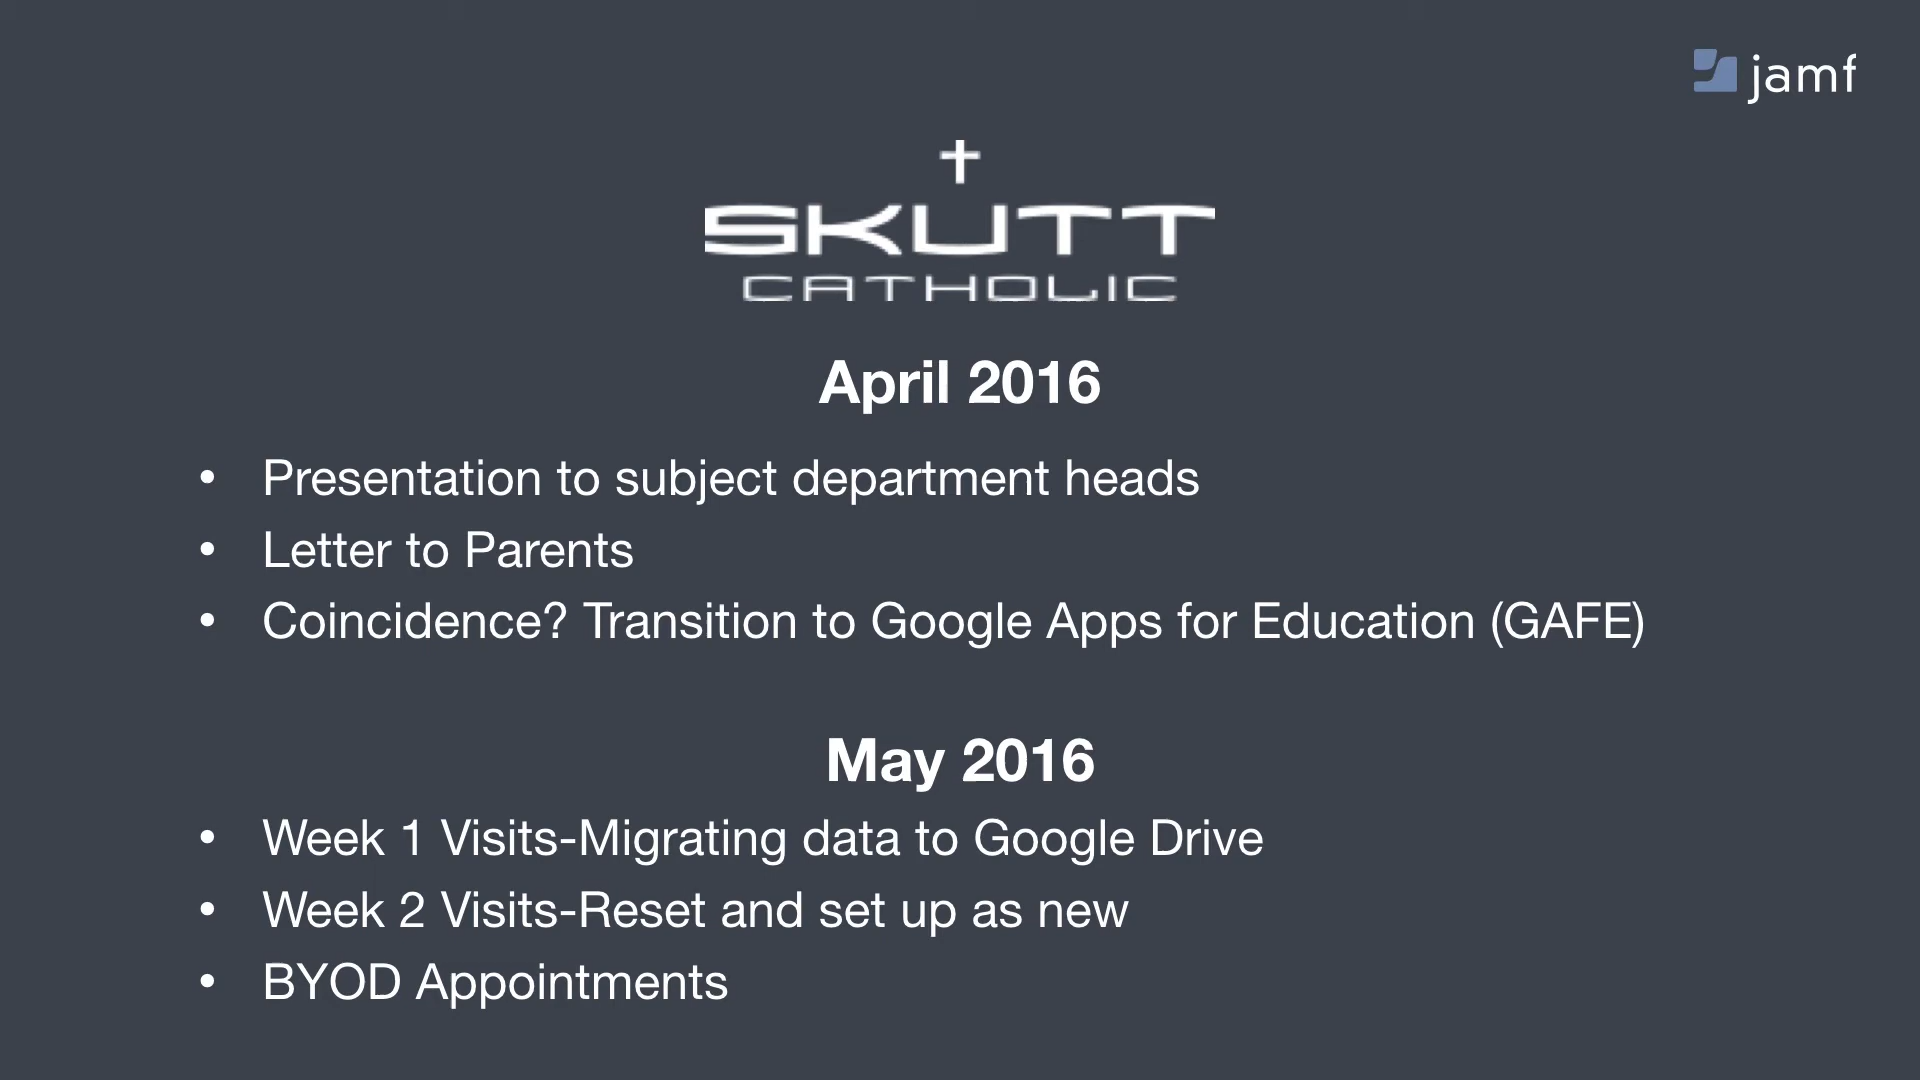 jamf
SKUTT
CATHOLIC
April 2016
• Presentation to subject department heads
• Letter to Parents
• Coincidence? Transition to Google Apps for Education (GAFE)
May 2016
• Week 1 Visits-Migrating data to Google Drive
• Week 2 Visits-Reset and set up as new
• BYOD Appointments